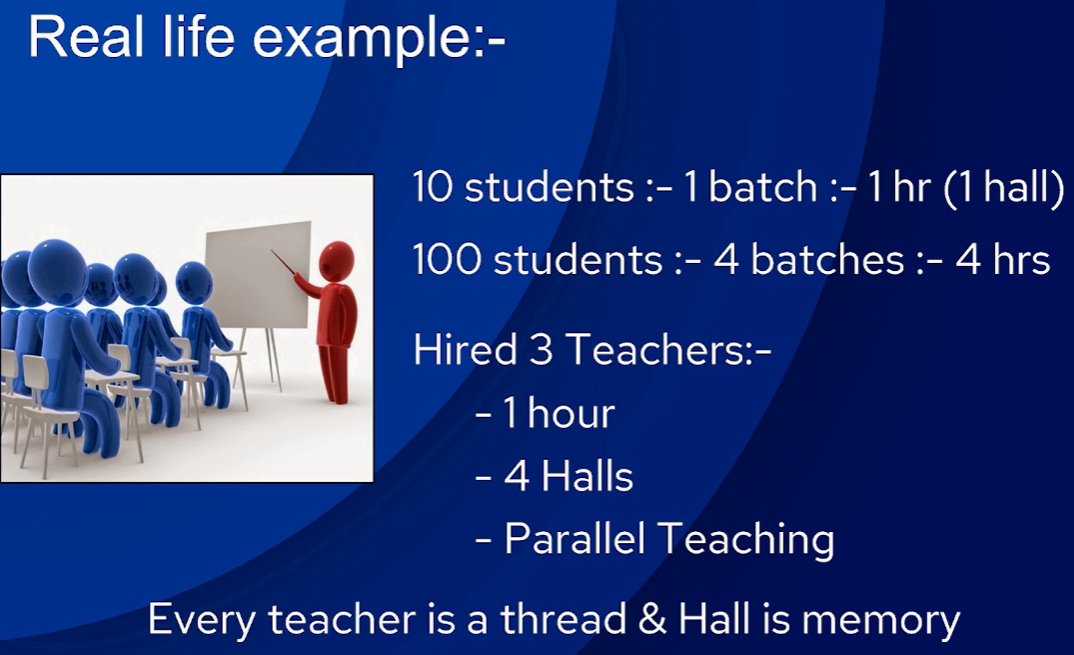 Real life example:-
10 students :- 1 batch :- 1 hr (1 hall)
100 students :- 4 batches :- 4 hrs
Hired 3 Teachers:-
- 1 hour
- 4 Halls
- Parallel Teaching
Every teacher is a thread & Hall is memory